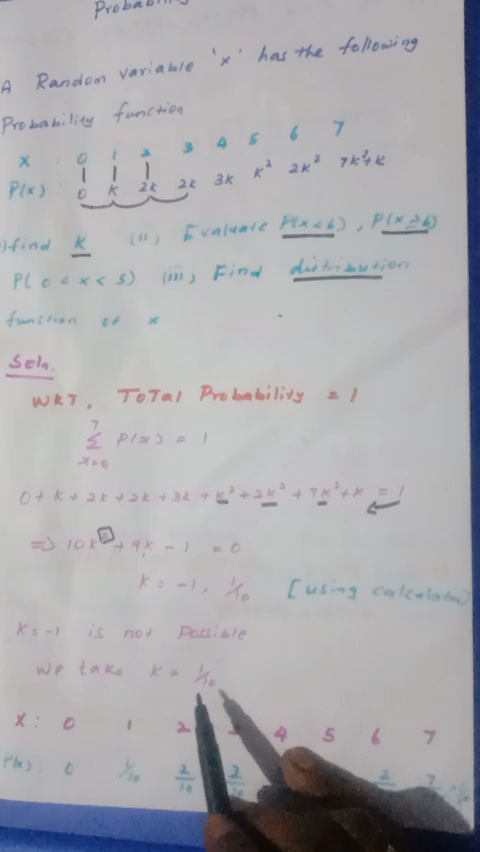 Probability
A Random variable 'x' has the following
Probability function
x : 0 1 2 3 4 5 6 7
P(x) : 0 K 2K 2K 3K K² 2K² 7K²+K
) find K (ii) Evaluate P(x<6), P(x≥6)
P(0<x<5) (iii) Find distribution
function of x
Soln.
WKT, Total Probability = 1
7
Σ P(x) = 1
x=0
0+K+2K+2K+3K+K²+2K²+7K²+K = 1
⇒ 10K²+9K-1 = 0
K = -1, 1/10 [using calculator]
K=-1 is not Possible
We take K = 1/10
x : 0 1 2 3 4 5 6 7
P(x) : 0 1/10 2/10 2/10